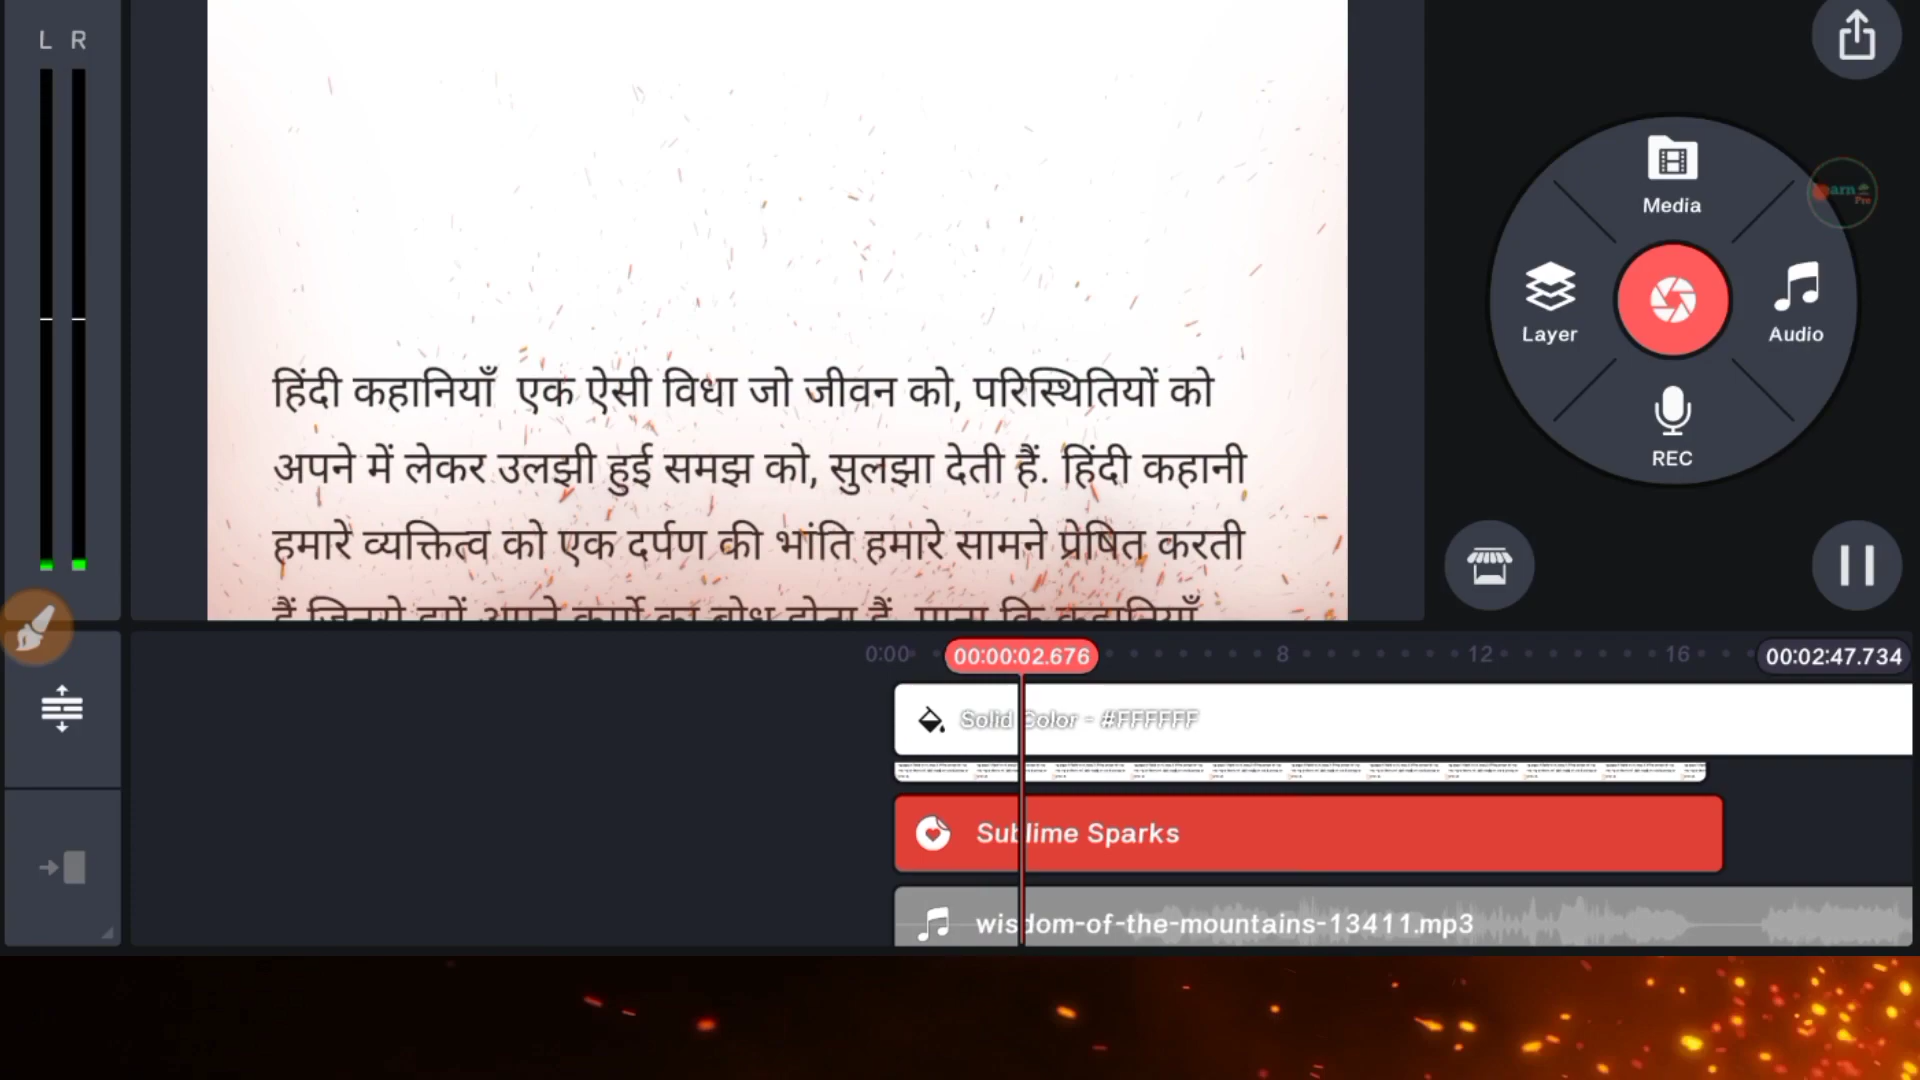 L R
Media
Layer
Audio
REC
arn
Pre
हिंदी कहानियाँ एक ऐसी विधा जो जीवन को, परिस्थितियों को
अपने में लेकर उलझी हुई समझ को, सुलझा देती हैं. हिंदी कहानी
हमारे व्यक्तित्व को एक दर्पण की भांति हमारे सामने प्रेषित करती
0:00 00:00:02.676 8 12 16 00:02:47.734
Solid Color - #FFFFFF
Sublime Sparks
wisdom-of-the-mountains-13411.mp3